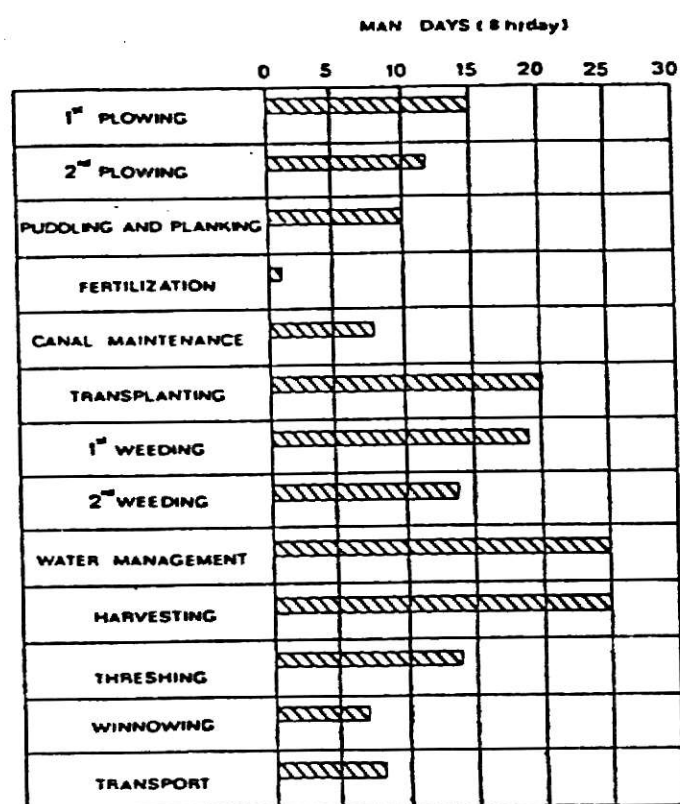 MAN DAYS (8 h/day)
0 5 10 15 20 25 30
1st PLOWING
2nd PLOWING
PUDDLING AND PLANKING
FERTILIZATION
CANAL MAINTENANCE
TRANSPLANTING
1st WEEDING
2nd WEEDING
WATER MANAGEMENT
HARVESTING
THRESHING
WINNOWING
TRANSPORT